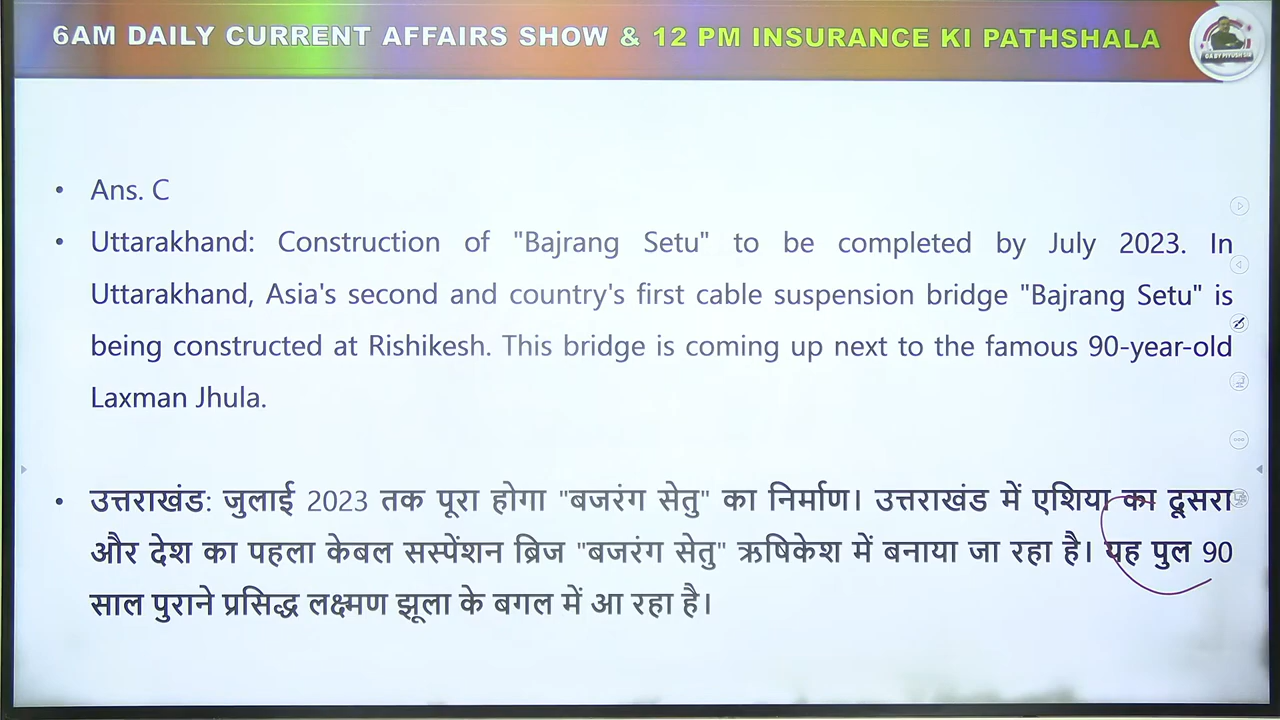 6AM DAILY CURRENT AFFAIRS SHOW & 12 PM INSURANCE KI PATHSHALA
GA BY PIYUSH SIR
• Ans. C
• Uttarakhand: Construction of "Bajrang Setu" to be completed by July 2023. In
Uttarakhand, Asia's second and country's first cable suspension bridge "Bajrang Setu" is
being constructed at Rishikesh. This bridge is coming up next to the famous 90-year-old
Laxman Jhula.
• उत्तराखंड: जुलाई 2023 तक पूरा होगा "बजरंग सेतु" का निर्माण। उत्तराखंड में एशिया का दूसरा
और देश का पहला केबल सस्पेंशन ब्रिज "बजरंग सेतु" ऋषिकेश में बनाया जा रहा है। यह पुल 90
साल पुराने प्रसिद्ध लक्ष्मण झूला के बगल में आ रहा है।